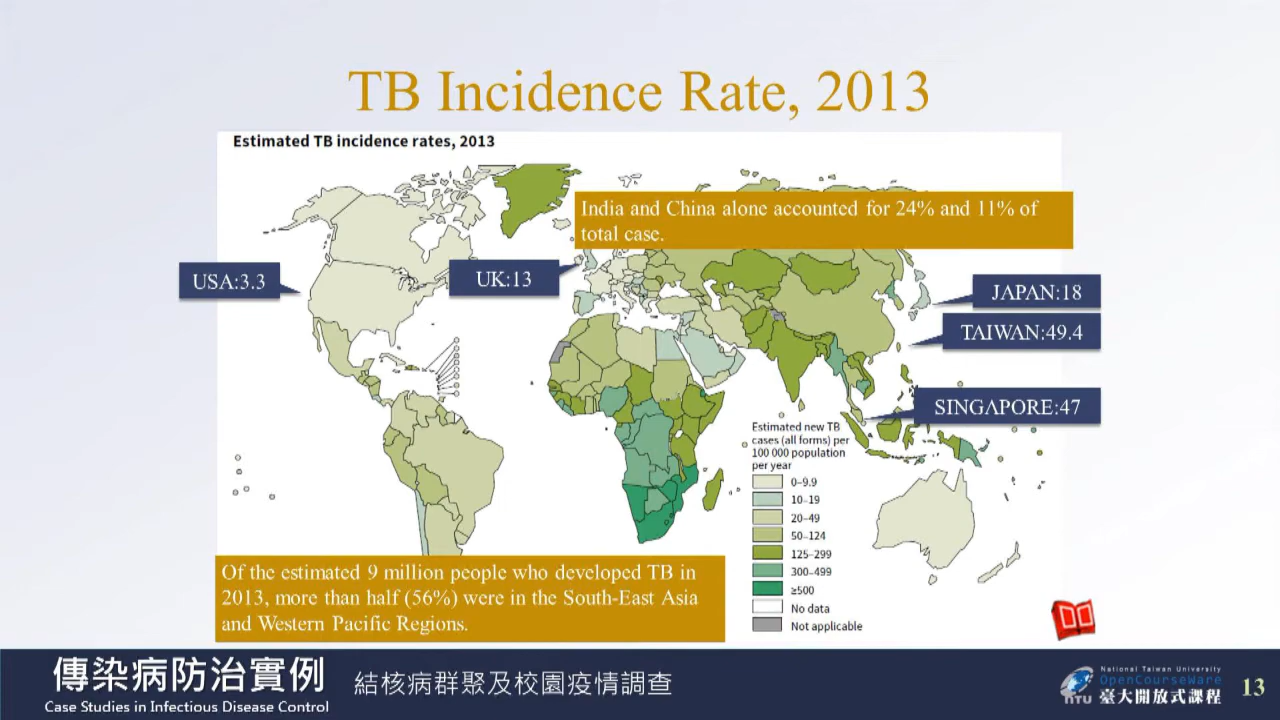 TB Incidence Rate, 2013
Estimated TB incidence rates, 2013
India and China alone accounted for 24% and 11% of
total case.
USA:3.3
UK:13
JAPAN:18
TAIWAN:49.4
SINGAPORE:47
Estimated new TB
cases (all forms) per
100 000 population
per year
0–9.9
10–19
20–49
50–124
125–299
300–499
≥500
No data
Not applicable
Of the estimated 9 million people who developed TB in
2013, more than half (56%) were in the South-East Asia
and Western Pacific Regions.
傳染病防治實例
Case Studies in Infectious Disease Control
結核病群聚及校園疫情調查
NTU
National Taiwan University
OpenCourseWare
臺大開放式課程
13